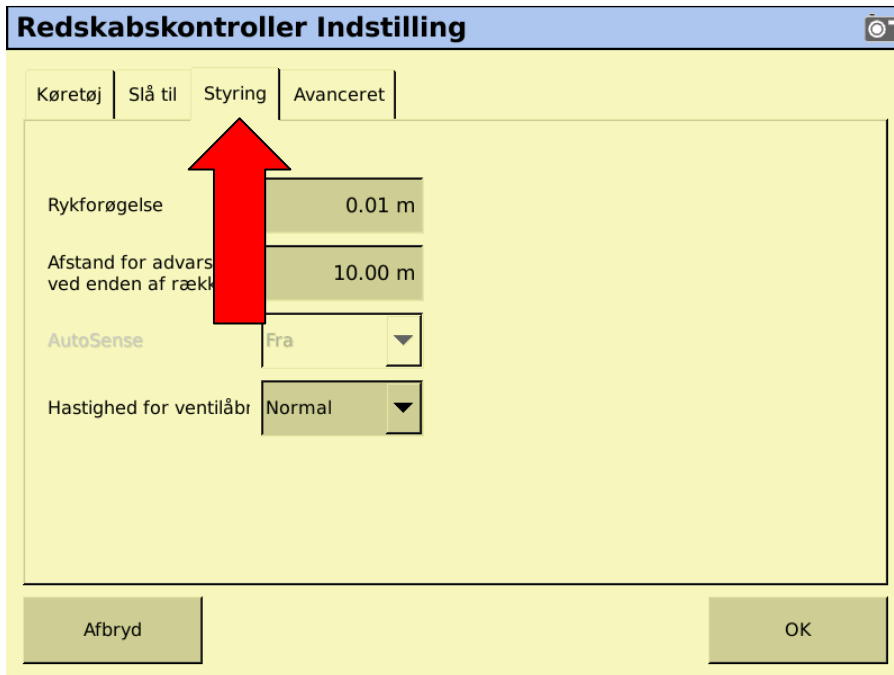 Redskabskontroller Indstilling
Køretøj Slå til Styring Avanceret
Rykforøgelse 0.01 m
Afstand for advars
ved enden af rækk 10.00 m
AutoSense Fra
Hastighed for ventilåbr Normal
Afbryd OK